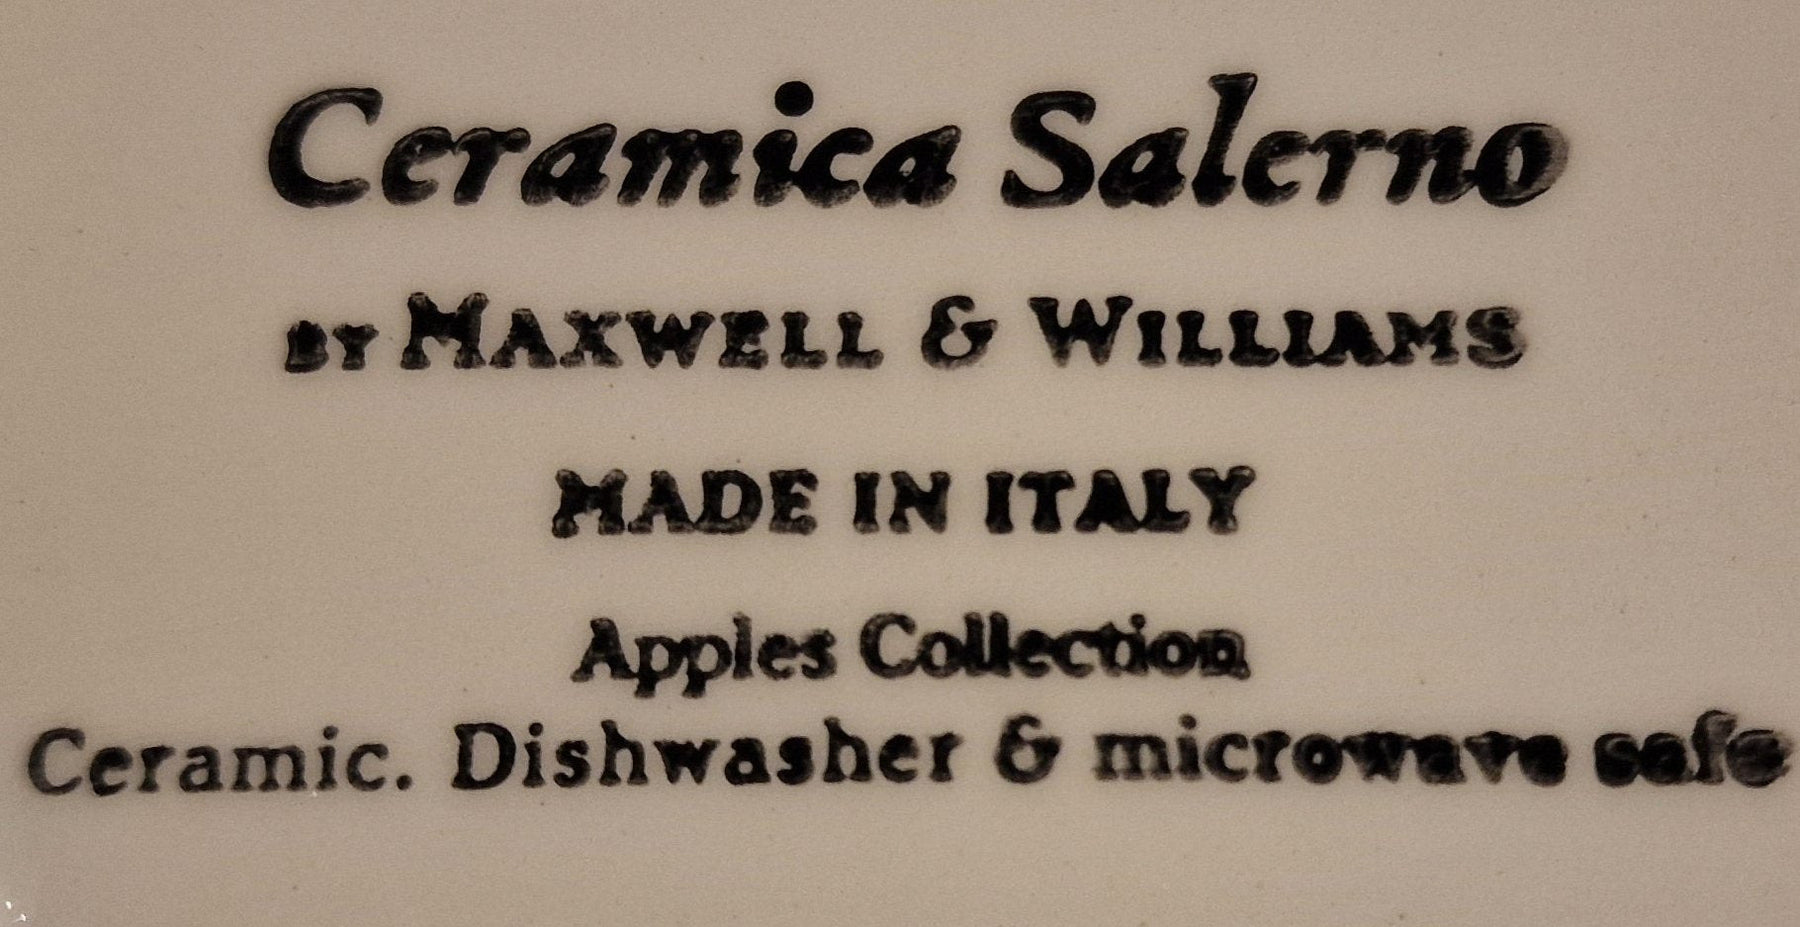 Ceramica Salerno
BY MAXWELL & WILLIAMS
MADE IN ITALY
Apples Collection
Ceramic. Dishwasher & microwave safe